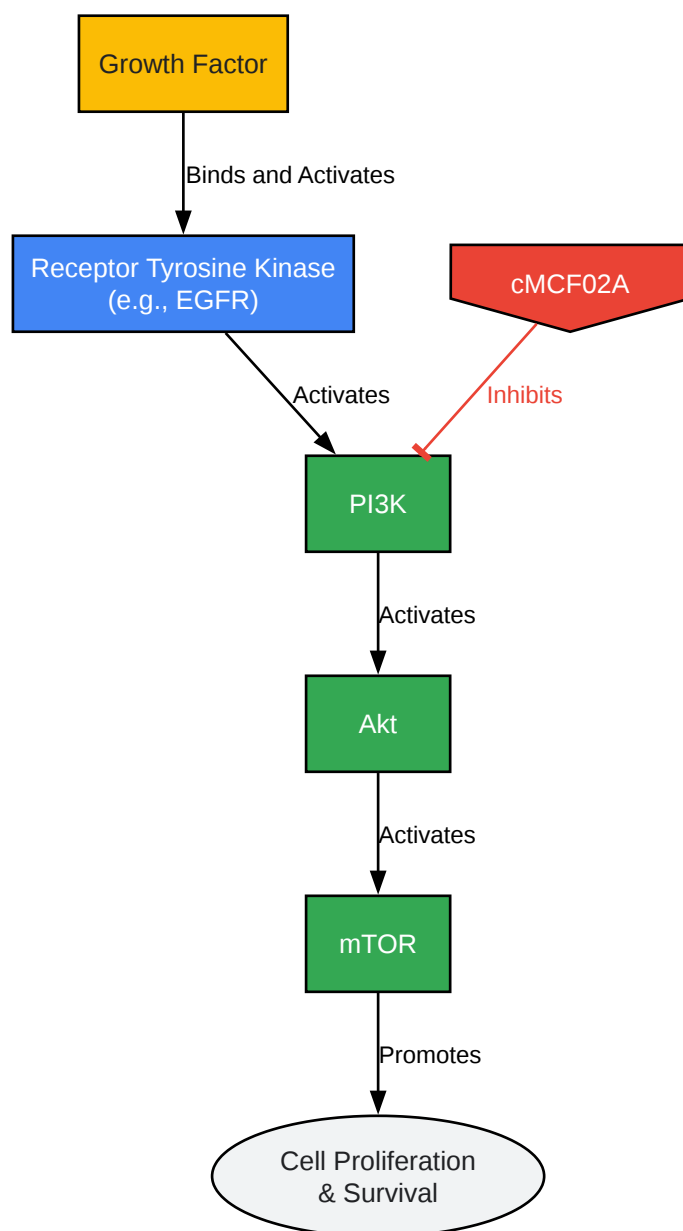 Growth Factor
Binds and Activates
Receptor Tyrosine Kinase
(e.g., EGFR)
cMCF02A
Activates
Inhibits
PI3K
Activates
Akt
Activates
mTOR
Promotes
Cell Proliferation
& Survival